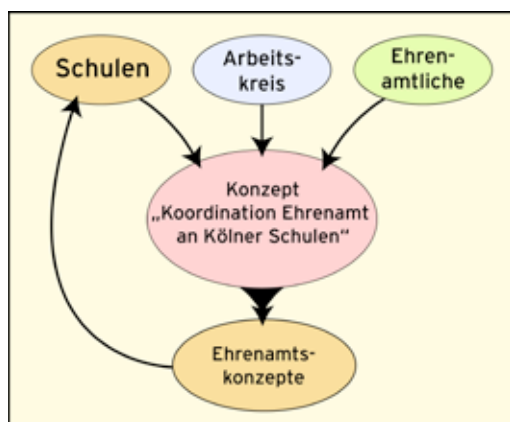 Schulen
Arbeits-
kreis
Ehren-
amtliche
Konzept
„Koordination Ehrenamt
an Kölner Schulen“
Ehrenamts-
konzepte